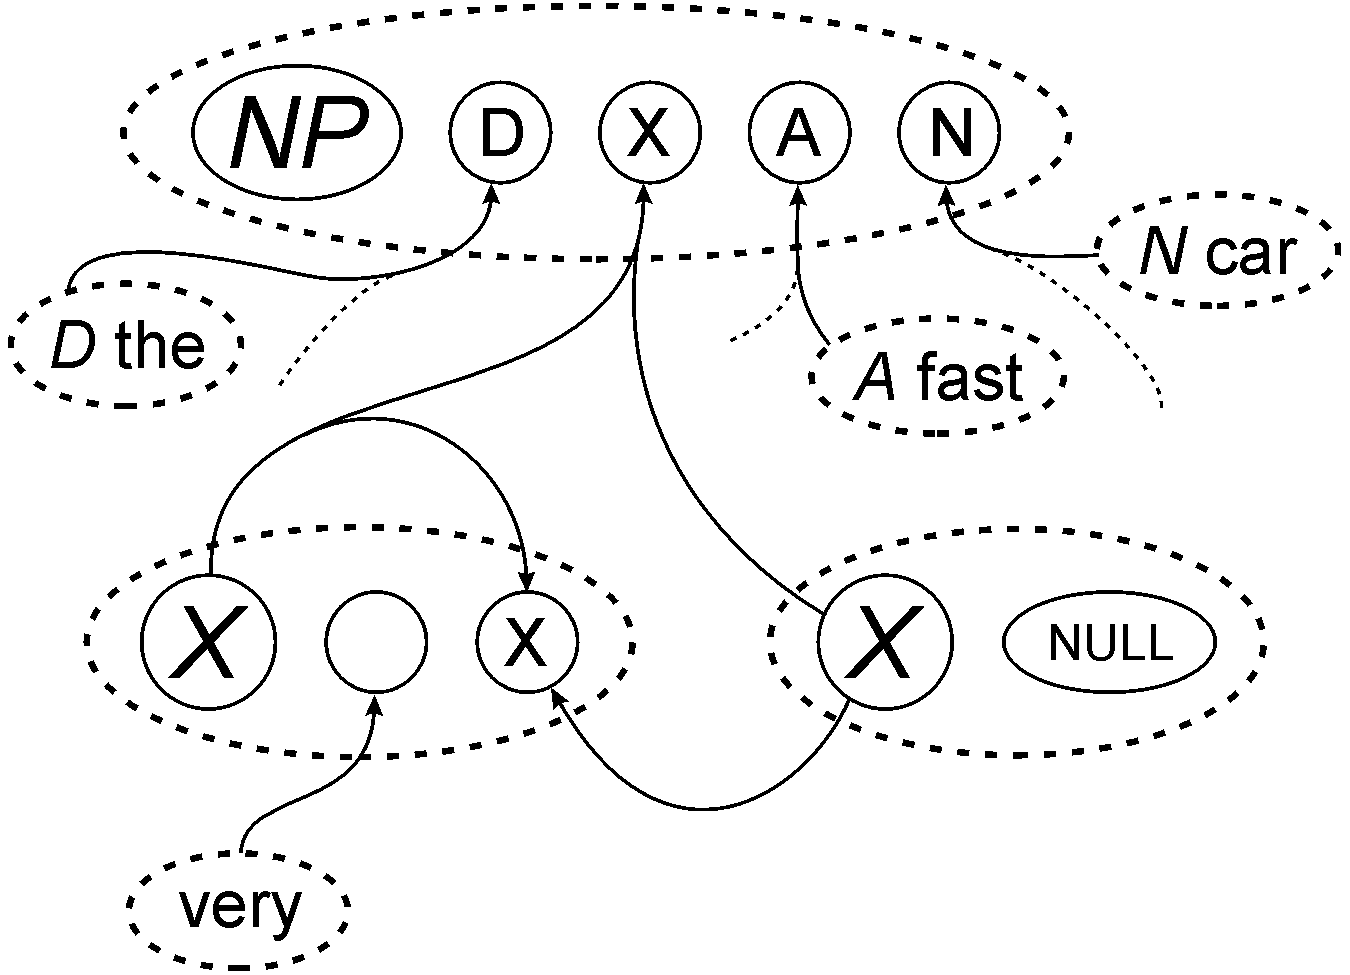 NP D X A N
N car
D the
A fast
X X X NULL
very